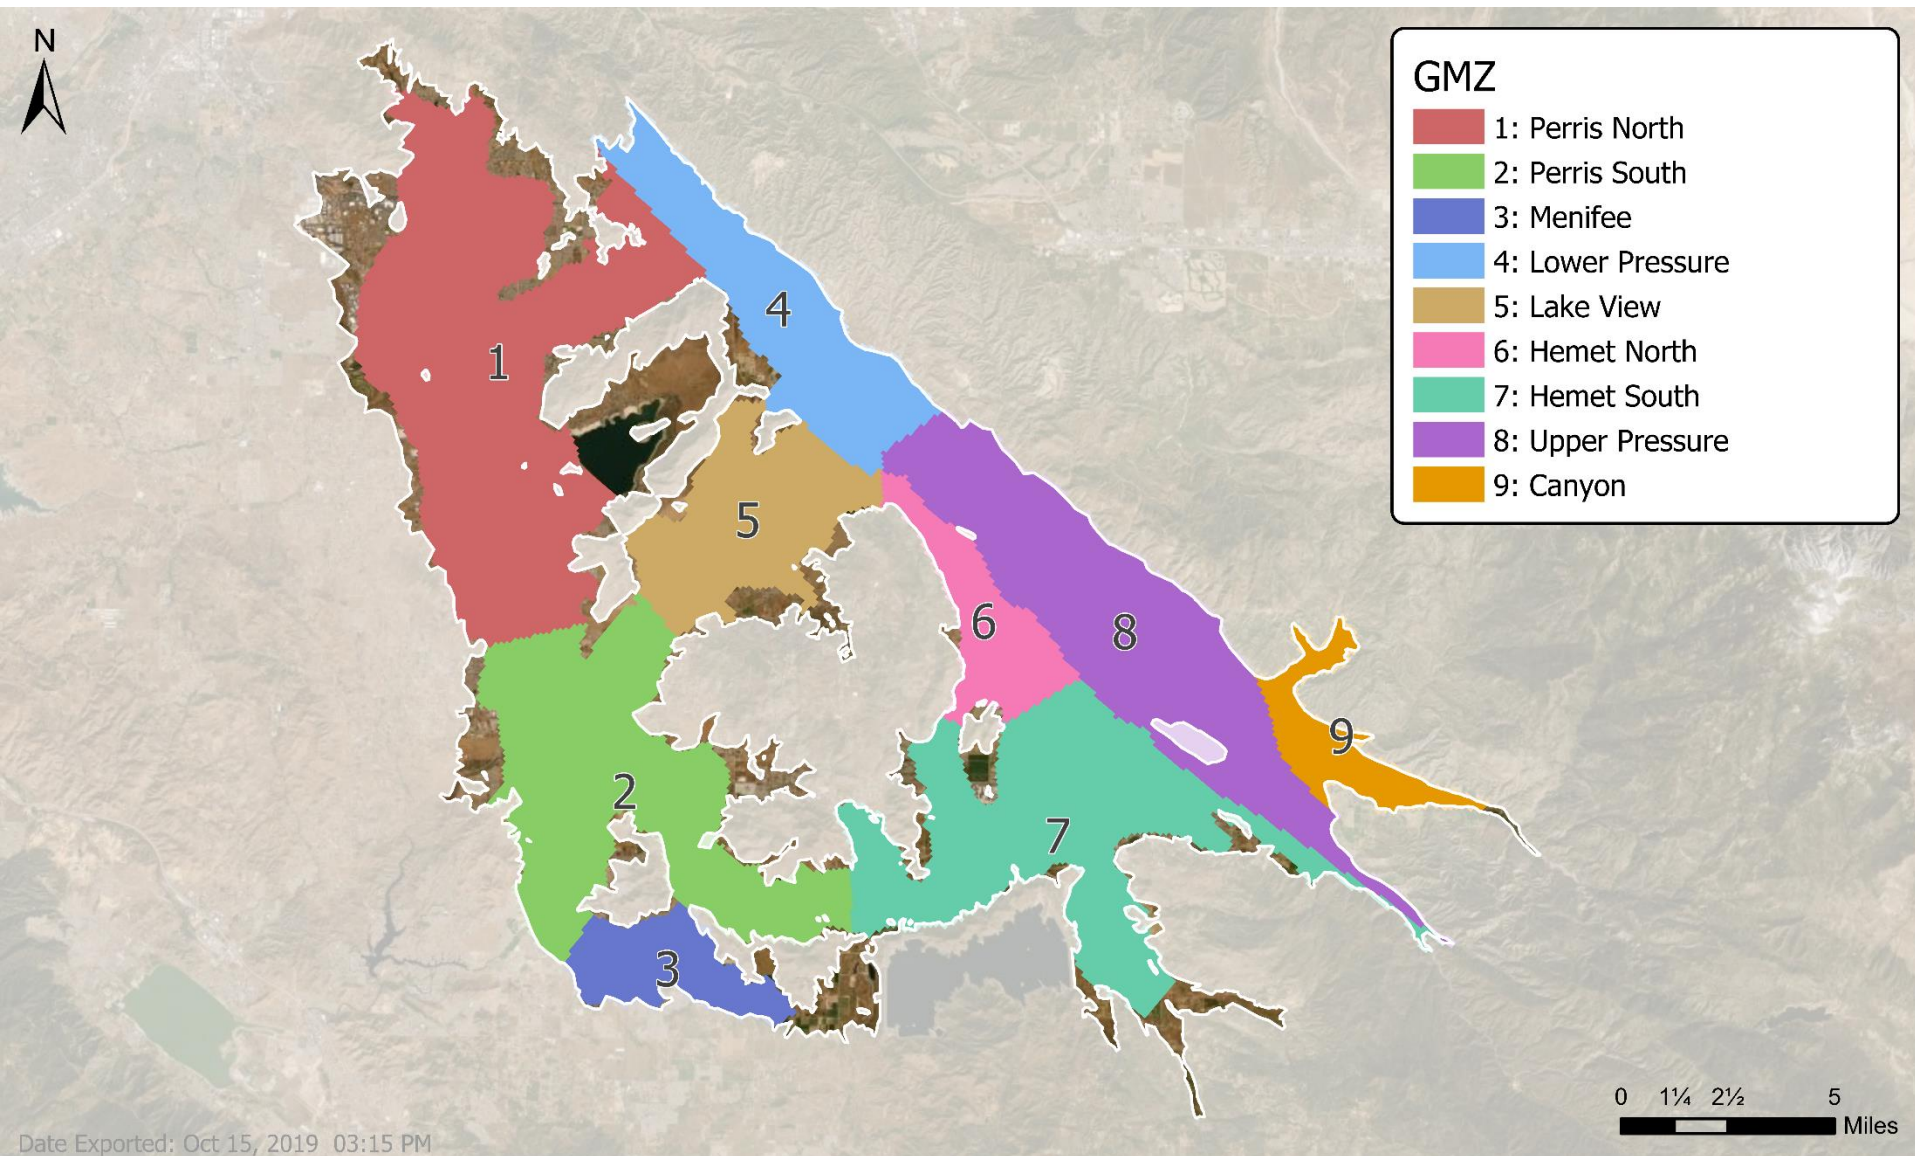 N
GMZ
1: Perris North
2: Perris South
3: Menifee
4: Lower Pressure
5: Lake View
6: Hemet North
7: Hemet South
8: Upper Pressure
9: Canyon
4
1
5
6
8
9
2
7
3
0 1¼ 2½ 5
Miles
Date Exported: Oct 15, 2019 03:15 PM